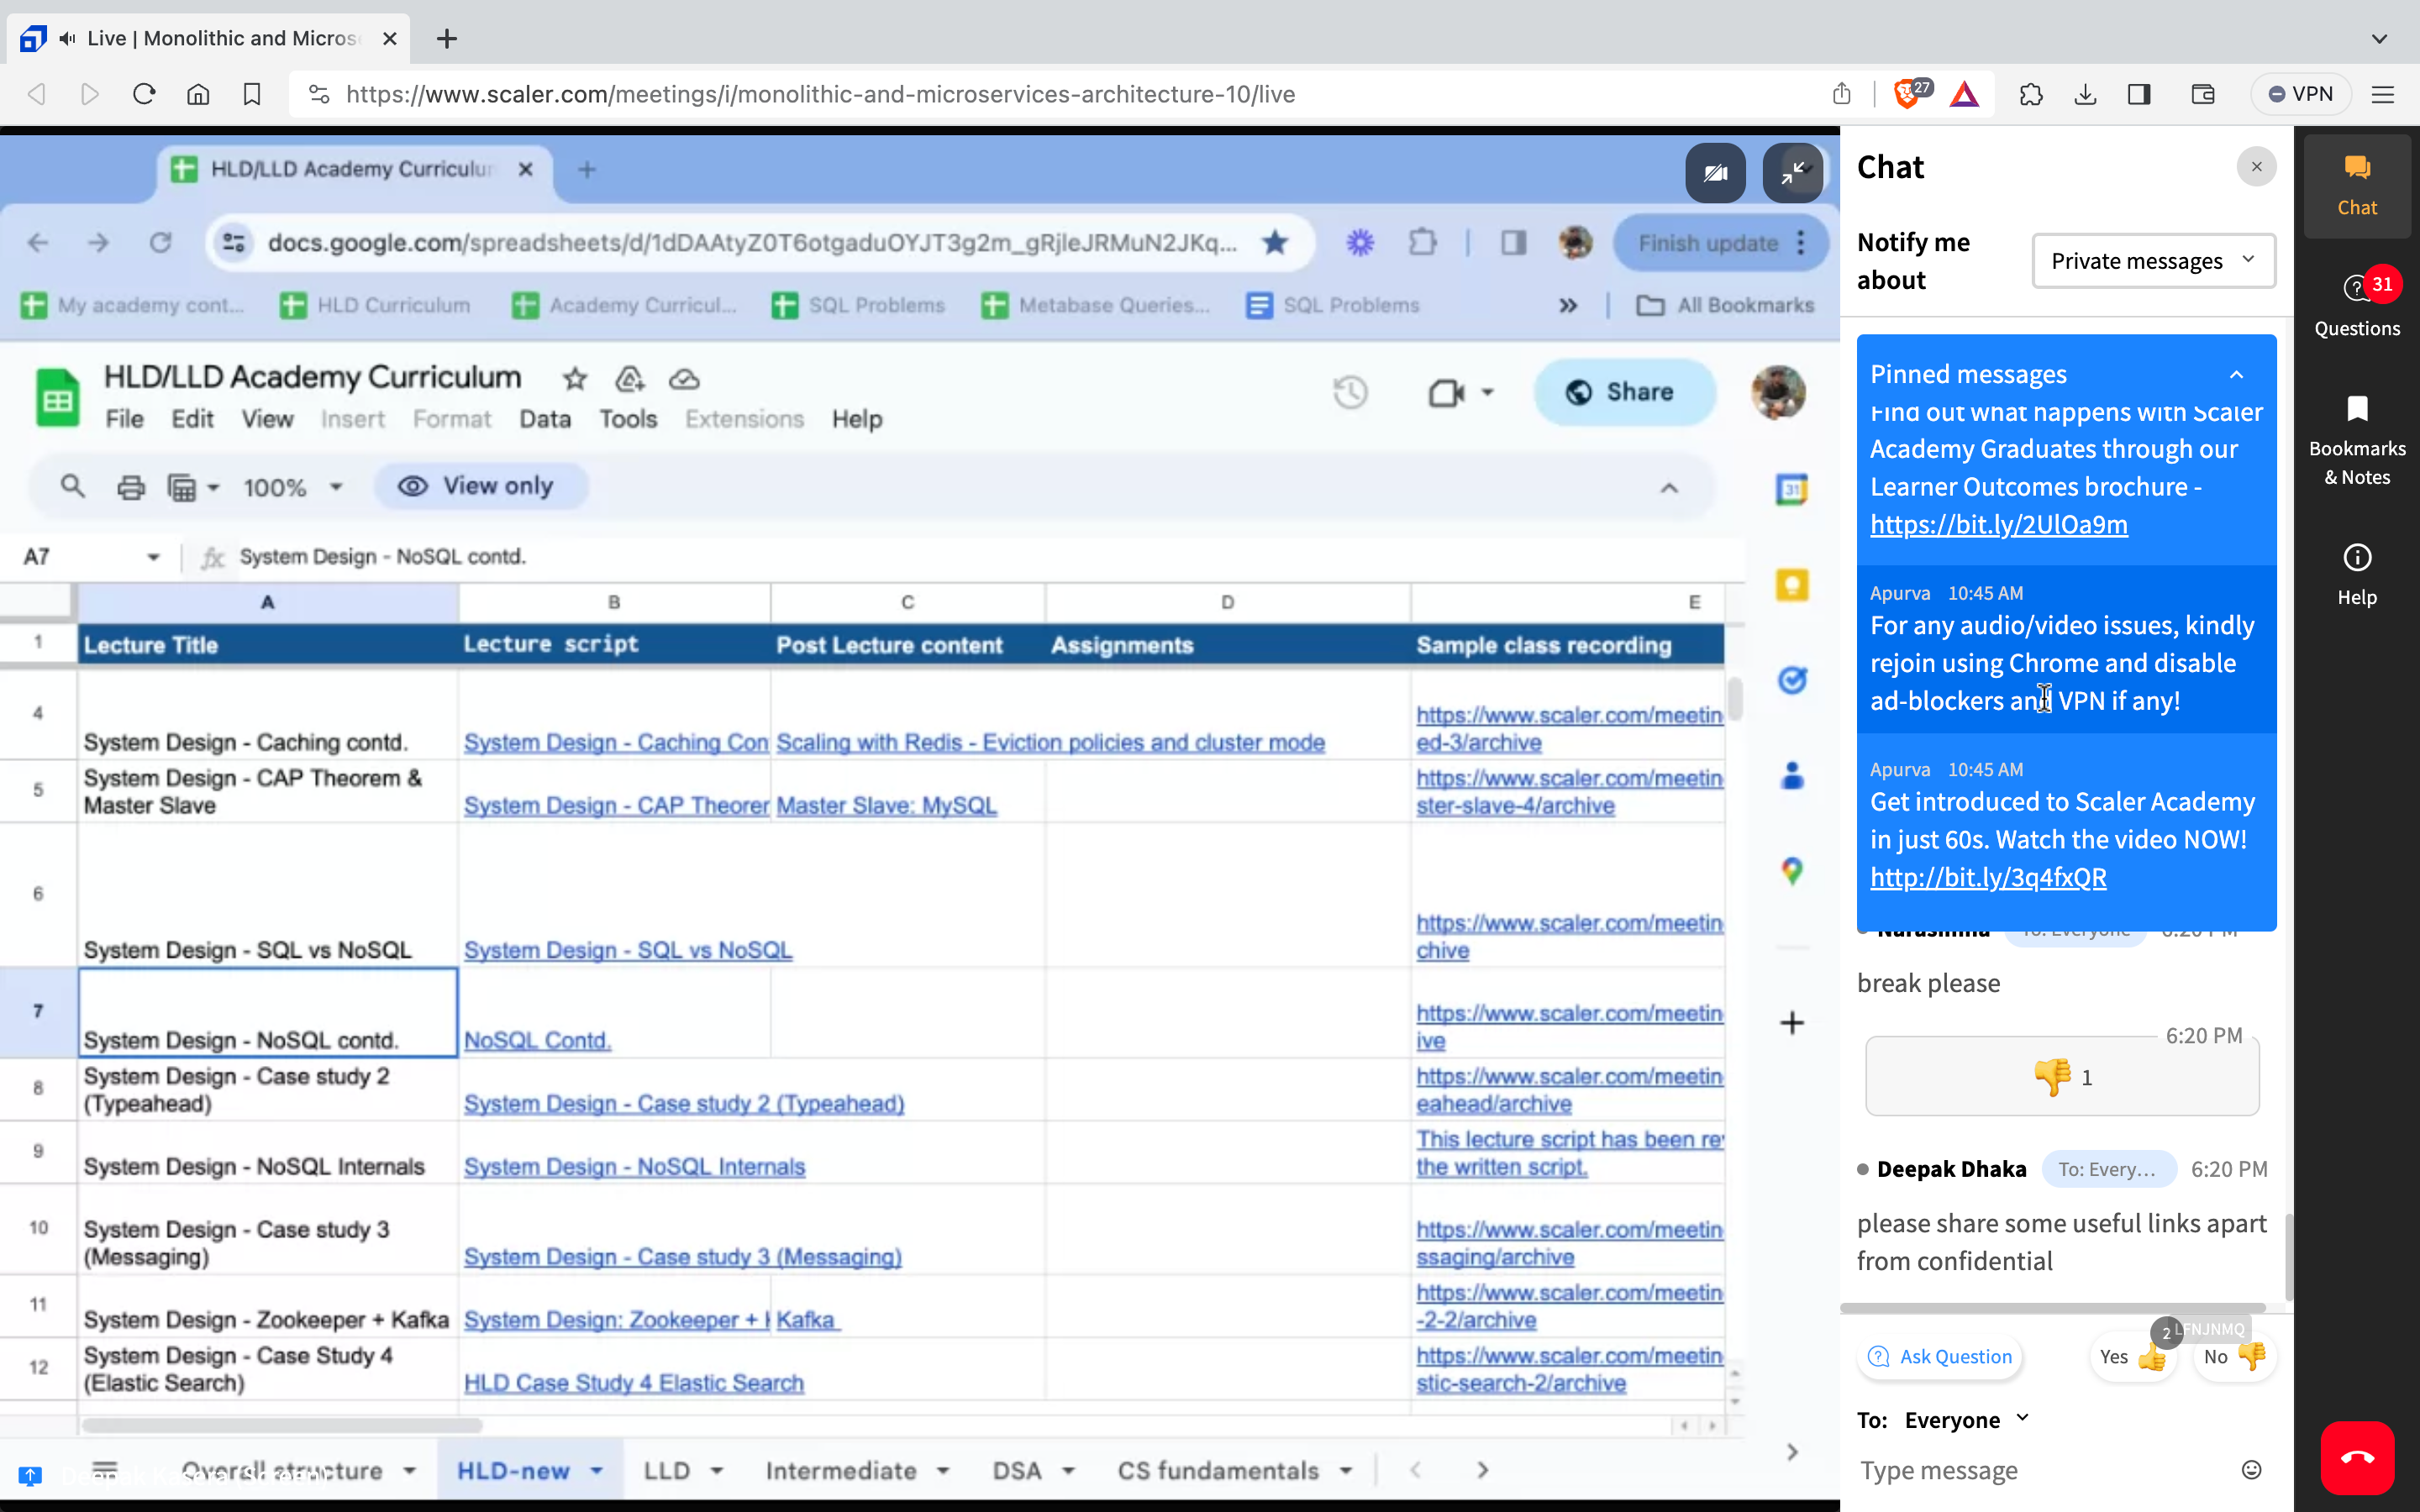 Live | Monolithic and Micros
https://www.scaler.com/meetings/i/monolithic-and-microservices-architecture-10/live
27
VPN
HLD/LLD Academy Curriculu
docs.google.com/spreadsheets/d/1dDAAtyZ0T6otgaduOYJT3g2m_gRjleJRMuN2JKq...
Finish update
My academy cont...
HLD Curriculum
Academy Curricul...
SQL Problems
Metabase Queries...
SQL Problems
All Bookmarks
HLD/LLD Academy Curriculum
File Edit View Insert Format Data Tools Extensions Help
Share
100%
View only
31
A7
fx System Design - NoSQL contd.
A B C D E
1 Lecture Title Lecture script Post Lecture content Assignments Sample class recording
4 System Design - Caching contd. System Design - Caching Con Scaling with Redis - Eviction policies and cluster mode https://www.scaler.com/meetin
ed-3/archive
5 System Design - CAP Theorem &
Master Slave System Design - CAP Theorer Master Slave: MySQL https://www.scaler.com/meetin
ster-slave-4/archive
6 System Design - SQL vs NoSQL System Design - SQL vs NoSQL https://www.scaler.com/meetin
chive
7 System Design - NoSQL contd. NoSQL Contd. https://www.scaler.com/meetin
ive
8 System Design - Case study 2
(Typeahead) System Design - Case study 2 (Typeahead) https://www.scaler.com/meetin
eahead/archive
9 System Design - NoSQL Internals System Design - NoSQL Internals This lecture script has been re
the written script.
10 System Design - Case study 3
(Messaging) System Design - Case study 3 (Messaging) https://www.scaler.com/meetin
ssaging/archive
11 System Design - Zookeeper + Kafka System Design: Zookeeper + Kafka https://www.scaler.com/meetin
-2-2/archive
12 System Design - Case Study 4
(Elastic Search) HLD Case Study 4 Elastic Search https://www.scaler.com/meetin
stic-search-2/archive
Overall structure
HLD-new
LLD
Intermediate
DSA
CS fundamentals
Chat
Notify me
about
Private messages
Pinned messages
Find out what happens with Scaler
Academy Graduates through our
Learner Outcomes brochure -
https://bit.ly/2UlOa9m
Apurva 10:45 AM
For any audio/video issues, kindly
rejoin using Chrome and disable
ad-blockers and VPN if any!
Apurva 10:45 AM
Get introduced to Scaler Academy
in just 60s. Watch the video NOW!
http://bit.ly/3q4fxQR
To: Everyone 6:20 PM
break please
6:20 PM
1
Deepak Dhaka To: Every... 6:20 PM
please share some useful links apart
from confidential
LFNJNMQ
2
Ask Question
Yes
No
To: Everyone
Type message
Chat
31
Questions
Bookmarks
& Notes
Help